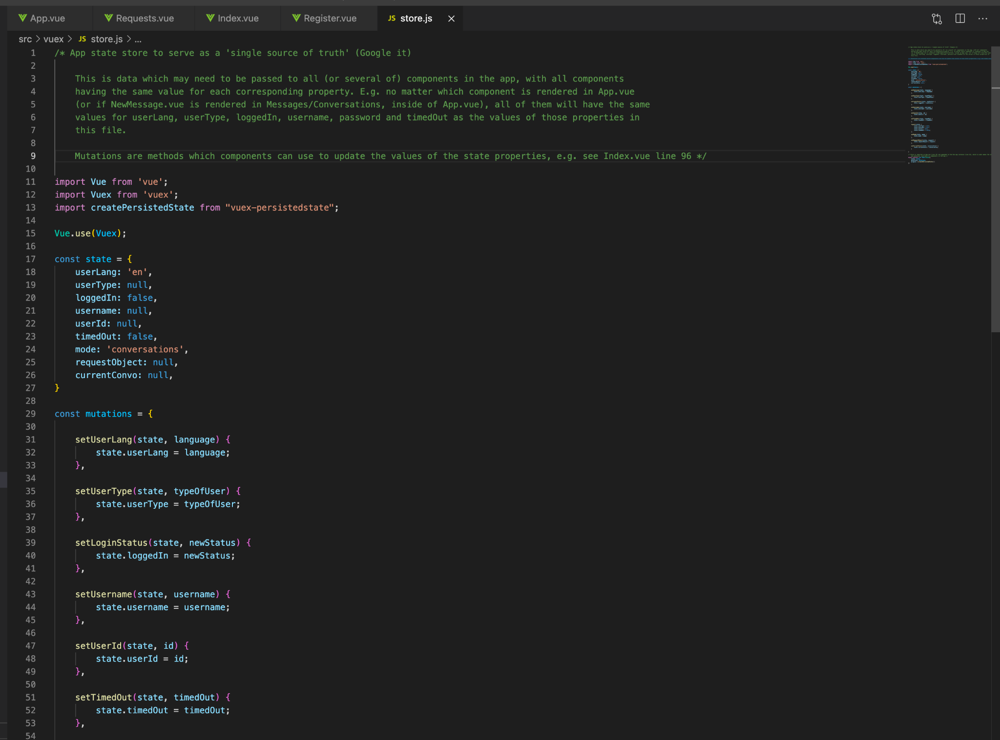 App.vue
Requests.vue
Index.vue
Register.vue
JS store.js
src > vuex > JS store.js > ...
1 /* App state store to serve as a 'single source of truth' (Google it)
2
3 This is data which may need to be passed to all (or several of) components in the app, with all components
4 having the same value for each corresponding property. E.g. no matter which component is rendered in App.vue
5 (or if NewMessage.vue is rendered in Messages/Conversations, inside of App.vue), all of them will have the same
6 values for userLang, userType, loggedIn, username, password and timedOut as the values of those properties in
7 this file.
8
9 Mutations are methods which components can use to update the values of the state properties, e.g. see Index.vue line 96 */
10
11 import Vue from 'vue';
12 import Vuex from 'vuex';
13 import createPersistedState from "vuex-persistedstate";
14
15 Vue.use(Vuex);
16
17 const state = {
18 userLang: 'en',
19 userType: null,
20 loggedIn: false,
21 username: null,
22 userId: null,
23 timedOut: false,
24 mode: 'conversations',
25 requestObject: null,
26 currentConvo: null,
27 }
28
29 const mutations = {
30
31 setUserLang(state, language) {
32 state.userLang = language;
33 },
34
35 setUserType(state, typeOfUser) {
36 state.userType = typeOfUser;
37 },
38
39 setLoginStatus(state, newStatus) {
40 state.loggedIn = newStatus;
41 },
42
43 setUsername(state, username) {
44 state.username = username;
45 },
46
47 setUserId(state, id) {
48 state.userId = id;
49 },
50
51 setTimedOut(state, timedOut) {
52 state.timedOut = timedOut;
53 },
54